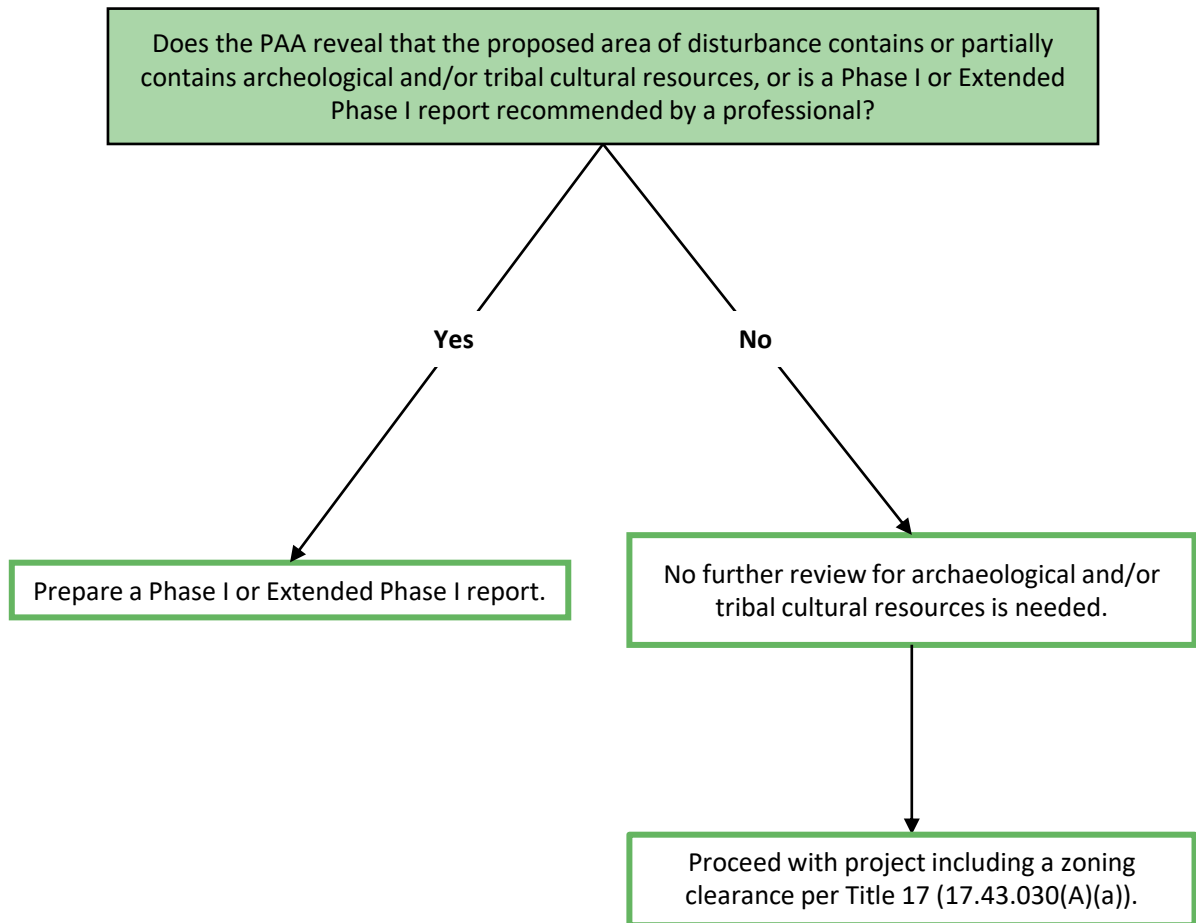 Does the PAA reveal that the proposed area of disturbance contains or partially
contains archeological and/or tribal cultural resources, or is a Phase I or Extended
Phase I report recommended by a professional?
Yes
No
Prepare a Phase I or Extended Phase I report.
No further review for archaeological and/or
tribal cultural resources is needed.
Proceed with project including a zoning
clearance per Title 17 (17.43.030(A)(a)).